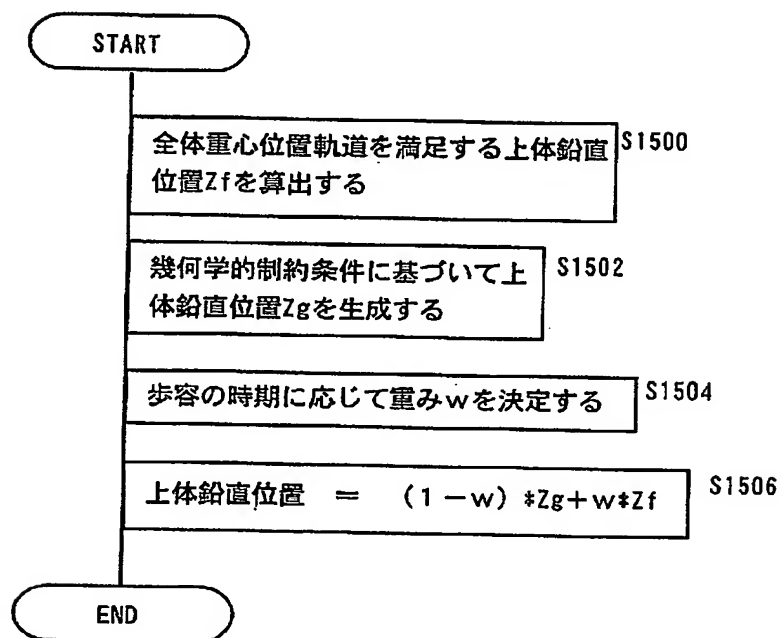 START
全体重心位置軌道を満足する上体鉛直 S1500
位置Zfを算出する
幾何学的制約条件に基づいて上 S1502
体鉛直位置Zgを生成する
歩容の時期に応じて重みwを決定する S1504
上体鉛直位置 = (1-w)*Zg+w*Zf S1506
END